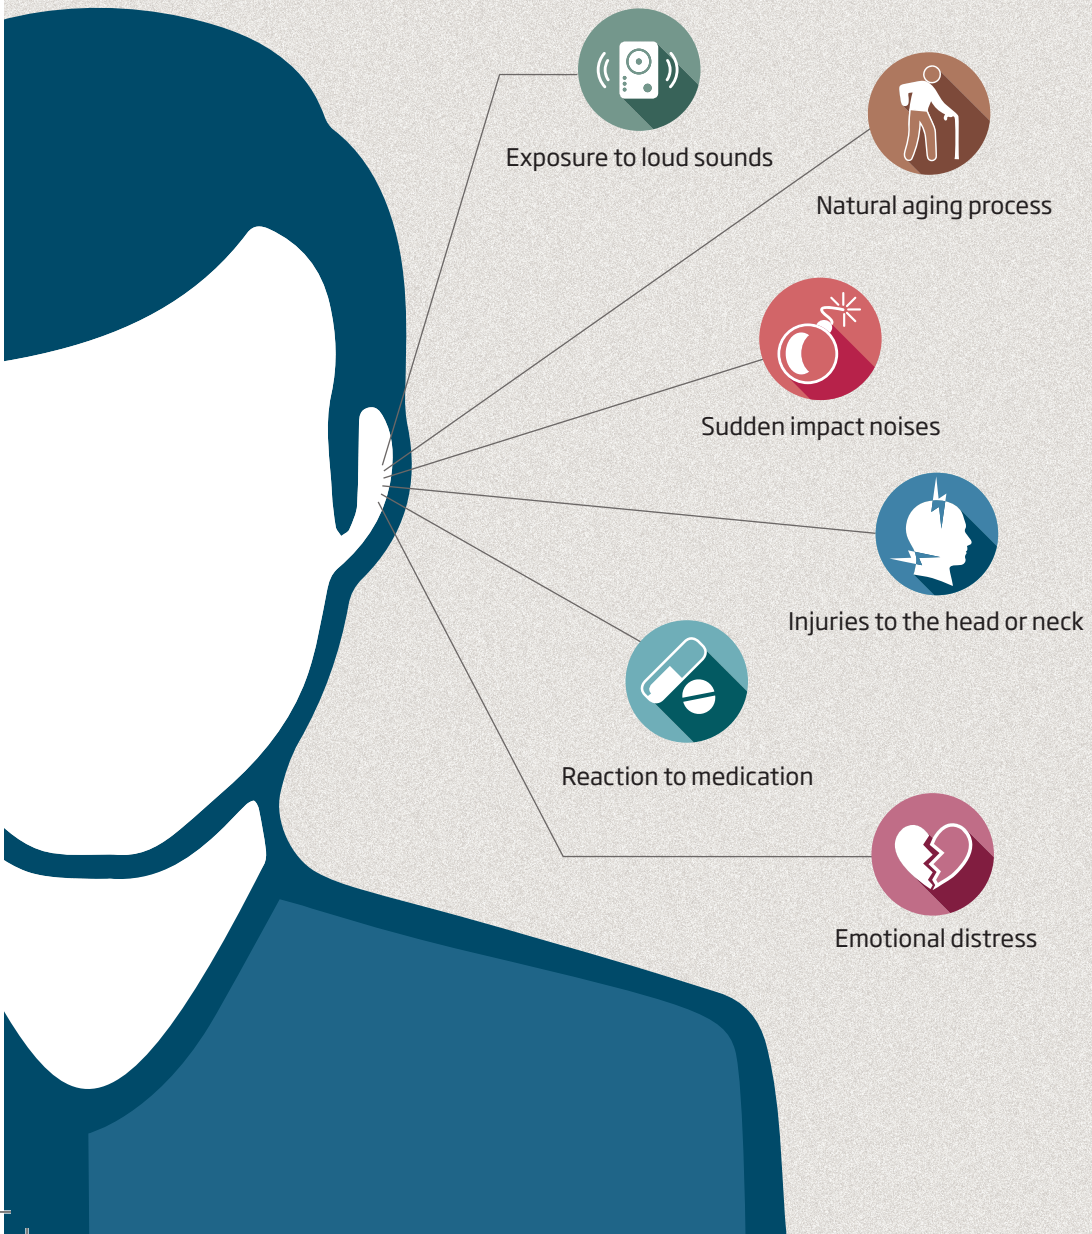 Exposure to loud sounds
Natural aging process
Sudden impact noises
Injuries to the head or neck
Reaction to medication
Emotional distress